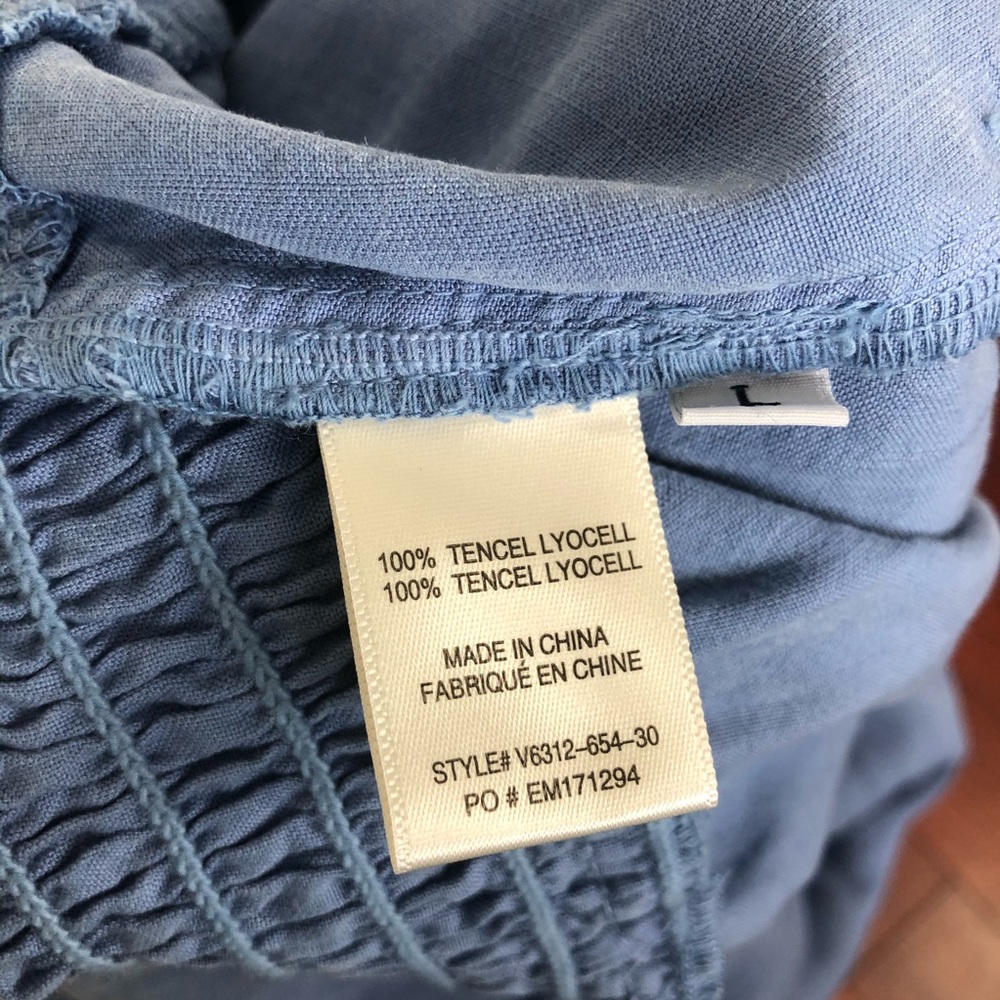 L
100% TENCEL LYOCELL
100% TENCEL LYOCELL
MADE IN CHINA
FABRIQUÉ EN CHINE
STYLE# V6312-654-30
PO # EM171294